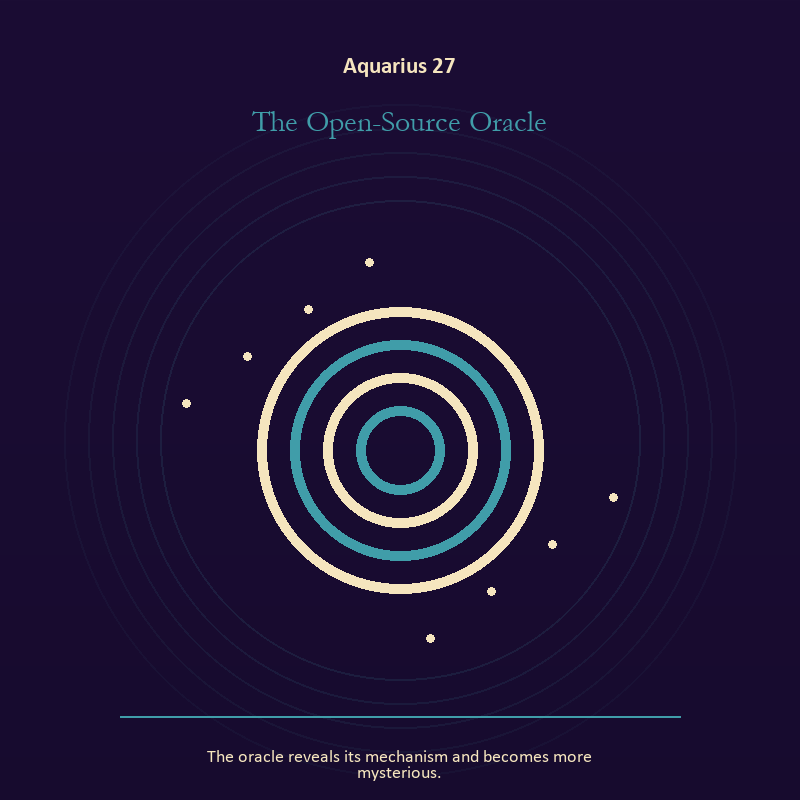 Aquarius 27
The Open-Source Oracle
The oracle reveals its mechanism and becomes more
mysterious.